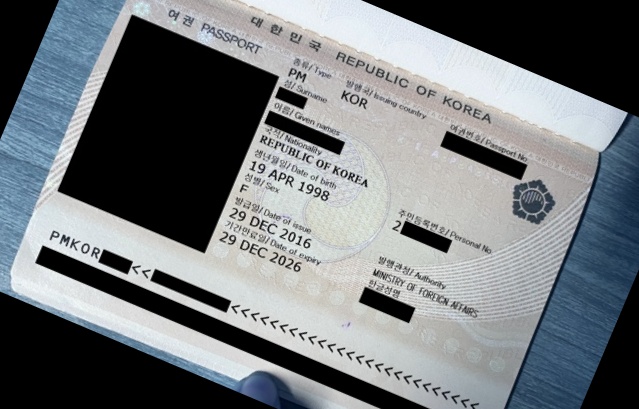 여권 PASSPORT
대한민국 REPUBLIC OF KOREA
종류/Type 발행국/Issuing country 여권번호/Passport No
PM KOR
성/Surname
이름/Given names
국적/Nationality
REPUBLIC OF KOREA
생년월일/Date of birth
19 APR 1998
성별/Sex 주민등록번호/Personal No
F 2
발급일/Date of issue 발행관청/Authority
29 DEC 2016 MINISTRY OF FOREIGN AFFAIRS
기간만료일/Date of expiry 한글성명
29 DEC 2026
PMKOR<<<<<<<<<<<<<<<<<<<<<<<<<<<